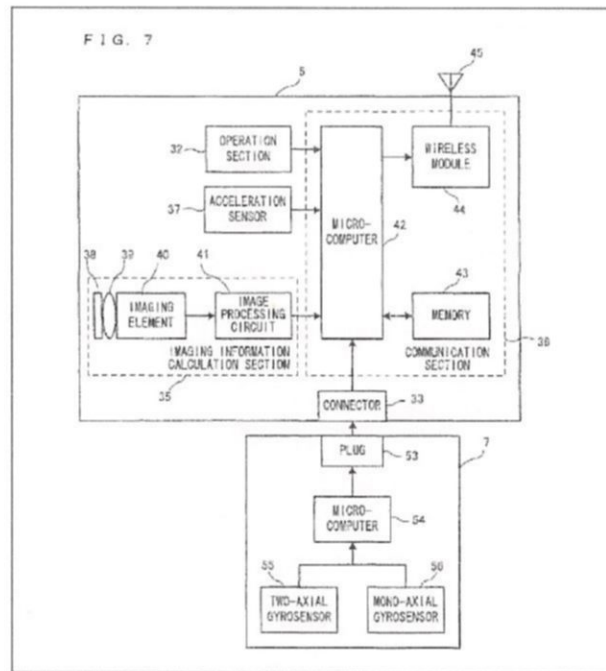 FIG. 7
45
5
32
OPERATION
SECTION
37
ACCELERATION
SENSOR
MICRO-
COMPUTER
42
WIRELESS
MODULE
44
38
39
40
41
IMAGING
ELEMENT
IMAGE
PROCESSING
CIRCUIT
43
MEMORY
IMAGING INFORMATION
CALCULATION SECTION
35
COMMUNICATION
SECTION
36
CONNECTOR
33
PLUG
53
7
MICRO-
COMPUTER
54
55
56
TWO-AXIAL
GYROSENSOR
MONO-AXIAL
GYROSENSOR